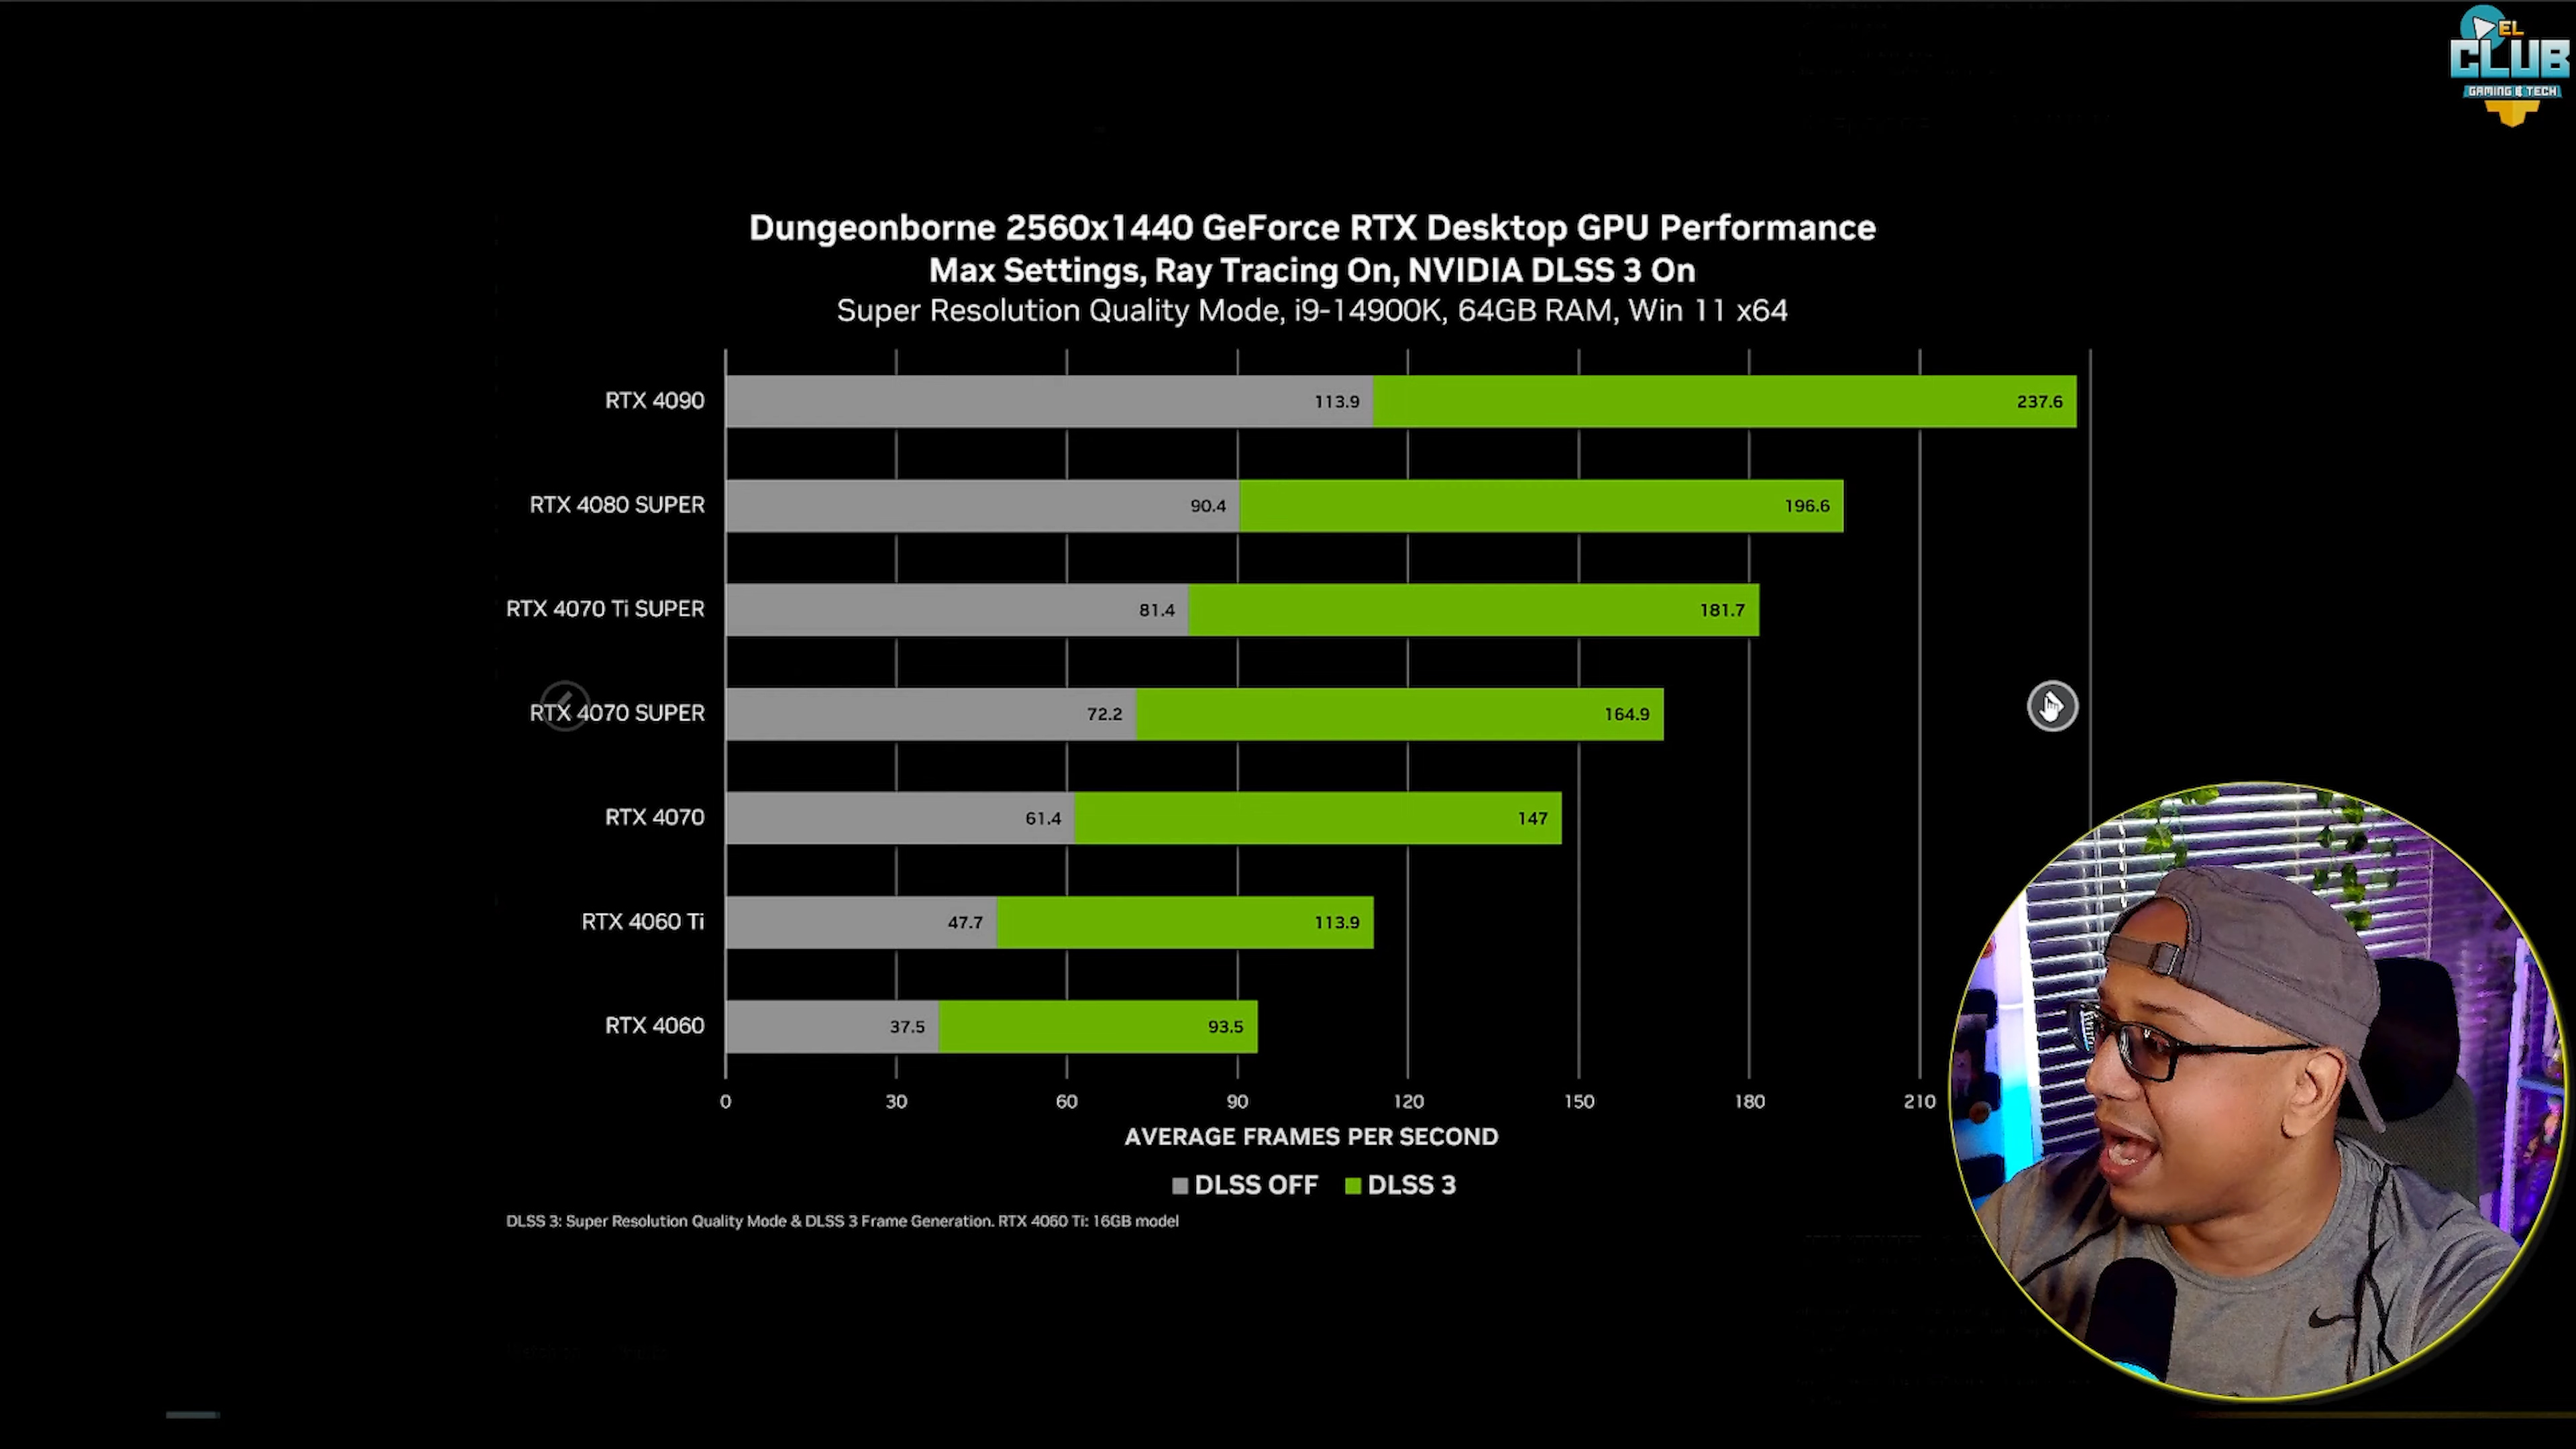 EL
CLUB
GAMING & TECH
Dungeonborne 2560x1440 GeForce RTX Desktop GPU Performance
Max Settings, Ray Tracing On, NVIDIA DLSS 3 On
Super Resolution Quality Mode, i9-14900K, 64GB RAM, Win 11 x64
RTX 4090 113.9 237.6
RTX 4080 SUPER 90.4 196.6
RTX 4070 Ti SUPER 81.4 181.7
RTX 4070 SUPER 72.2 164.9
RTX 4070 61.4 147
RTX 4060 Ti 47.7 113.9
RTX 4060 37.5 93.5
0 30 60 90 120 150 180 210
AVERAGE FRAMES PER SECOND
DLSS OFF DLSS 3
DLSS 3: Super Resolution Quality Mode & DLSS 3 Frame Generation. RTX 4060 Ti: 16GB model